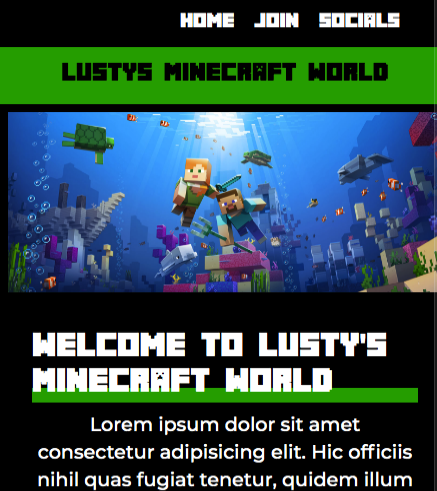 HOME JOIN SOCIALS
LUSTYS MINECRAFT WORLD
WELCOME TO LUSTY'S
MINECRAFT WORLD
Lorem ipsum dolor sit amet
consectetur adipisicing elit. Hic officiis
nihil quas fugiat tenetur, quidem illum